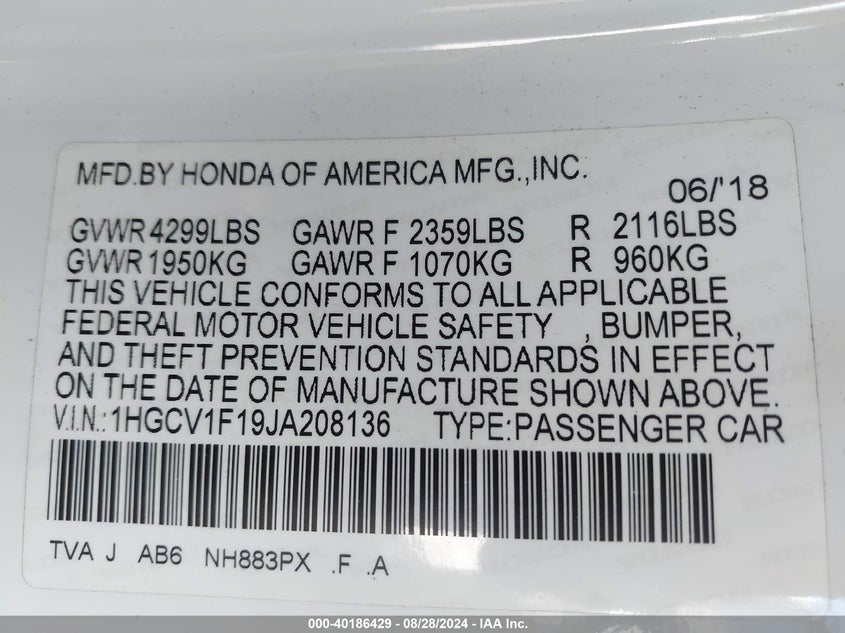 MFD.BY HONDA OF AMERICA MFG.,INC. 06/'18
GVWR 4299LBS GAWR F 2359LBS R 2116LBS
GVWR 1950KG GAWR F 1070KG R 960KG
THIS VEHICLE CONFORMS TO ALL APPLICABLE
FEDERAL MOTOR VEHICLE SAFETY , BUMPER,
AND THEFT PREVENTION STANDARDS IN EFFECT
ON THE DATE OF MANUFACTURE SHOWN ABOVE.
V.I.N.:1HGCV1F19JA208136 TYPE:PASSENGER CAR
TVA J AB6 NH883PX .F .A
000-40186429 - 08/28/2024 - IAA Inc.